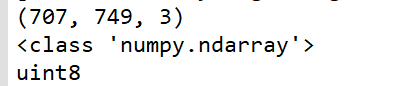 (707, 749, 3)
<class 'numpy.ndarray'>
uint8